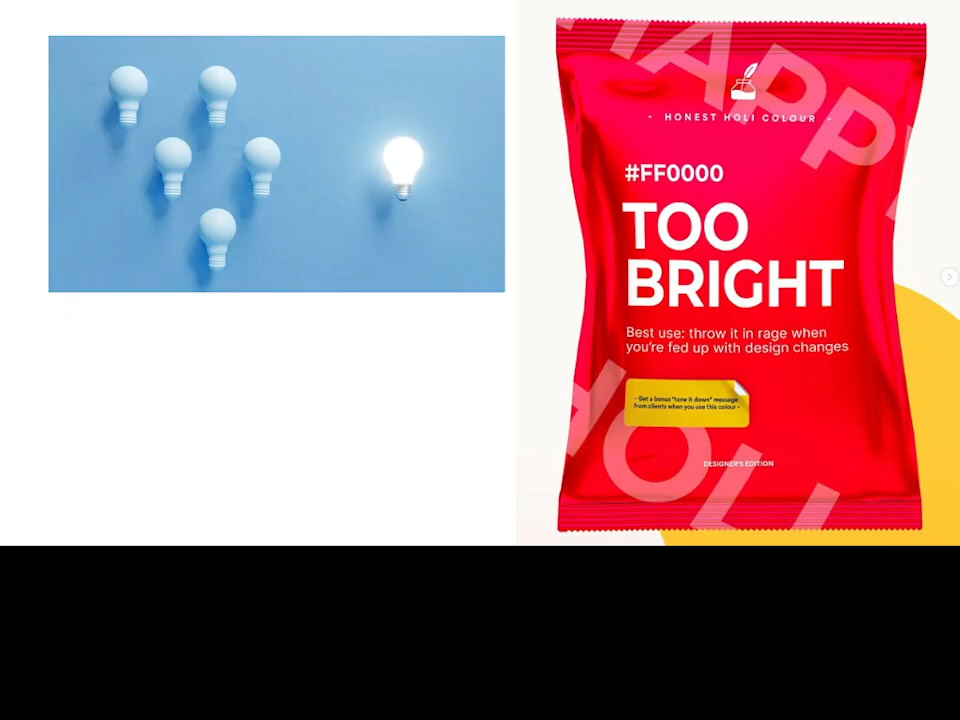 HAPPY
- HONEST HOLI COLOUR -
#FF0000
TOO
BRIGHT
Best use: throw it in rage when
you're fed up with design changes
- Get a bonus "tone it down" message
from clients when you use this colour -
HOLI
DESIGNER'S EDITION